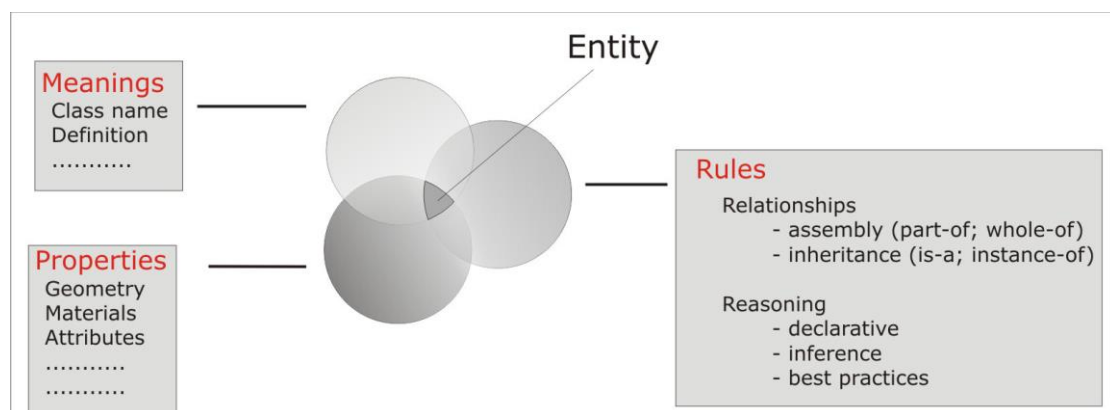 Entity
Meanings
Class name
Definition
...........
Properties
Geometry
Materials
Attributes
...........
...........
Rules
Relationships
- assembly (part-of; whole-of)
- inheritance (is-a; instance-of)
Reasoning
- declarative
- inference
- best practices